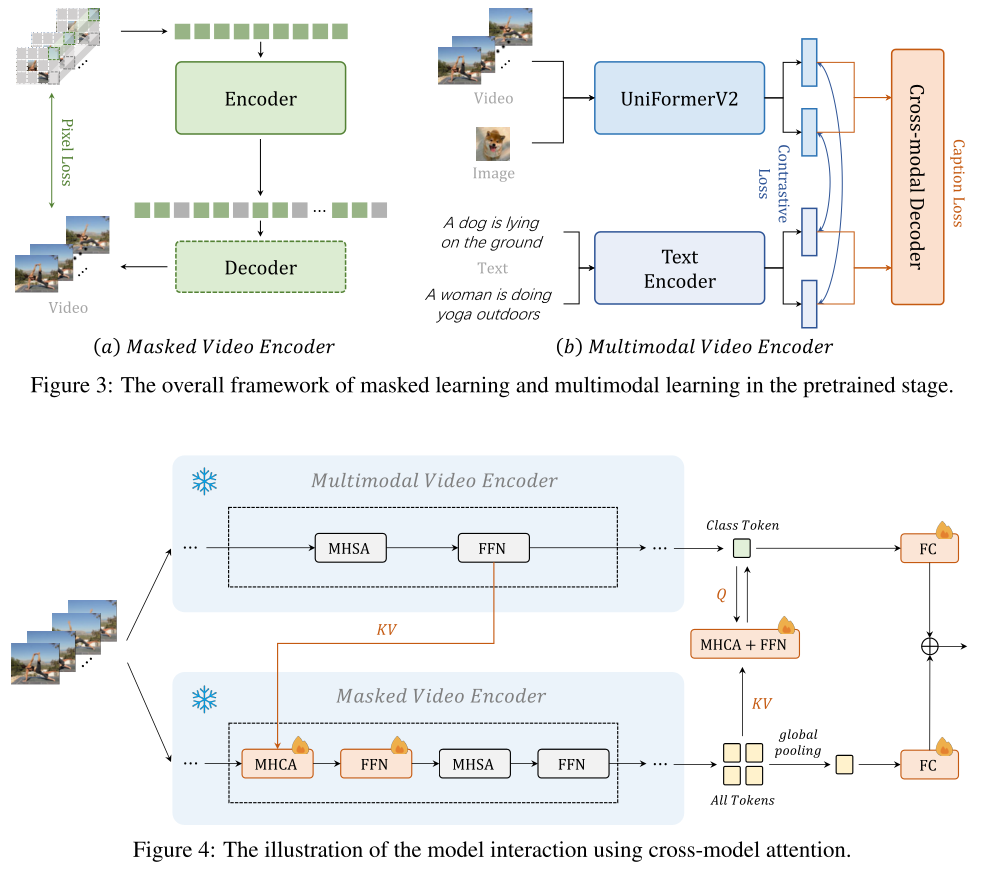 Encoder
Pixel Loss
...
Decoder
Video
(a) Masked Video Encoder
Video
Image
UniFormerV2
A dog is lying
on the ground
Text
A woman is doing
yoga outdoors
Text
Encoder
Contrastive
Loss
Cross-modal Decoder
Caption Loss
(b) Multimodal Video Encoder
Figure 3: The overall framework of masked learning and multimodal learning in the pretrained stage.
Multimodal Video Encoder
...
MHSA
FFN
...
Class Token
FC
KV
Q
MHCA + FFN
KV
Masked Video Encoder
...
MHCA
FFN
MHSA
FFN
...
All Tokens
global
pooling
FC
Figure 4: The illustration of the model interaction using cross-model attention.